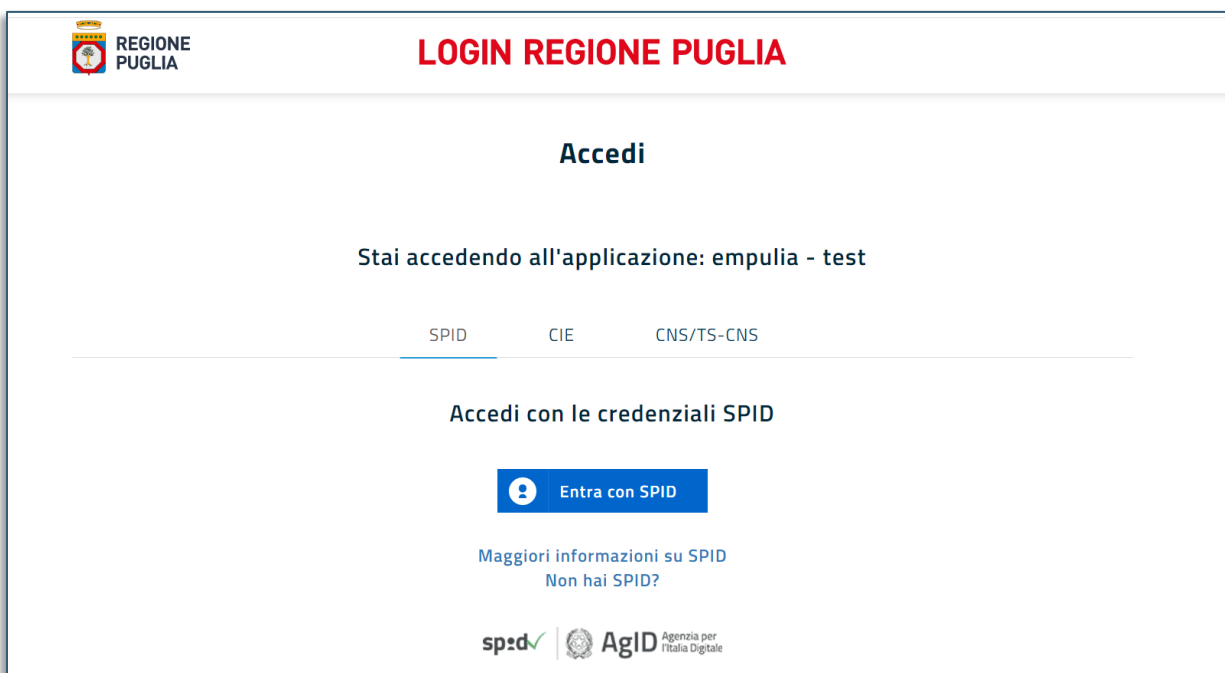 REGIONE
PUGLIA
LOGIN REGIONE PUGLIA
Accedi
Stai accedendo all'applicazione: empulia - test
SPID CIE CNS/TS-CNS
Accedi con le credenziali SPID
Entra con SPID
Maggiori informazioni su SPID
Non hai SPID?
spid AgID Agenzia per
l'Italia Digitale